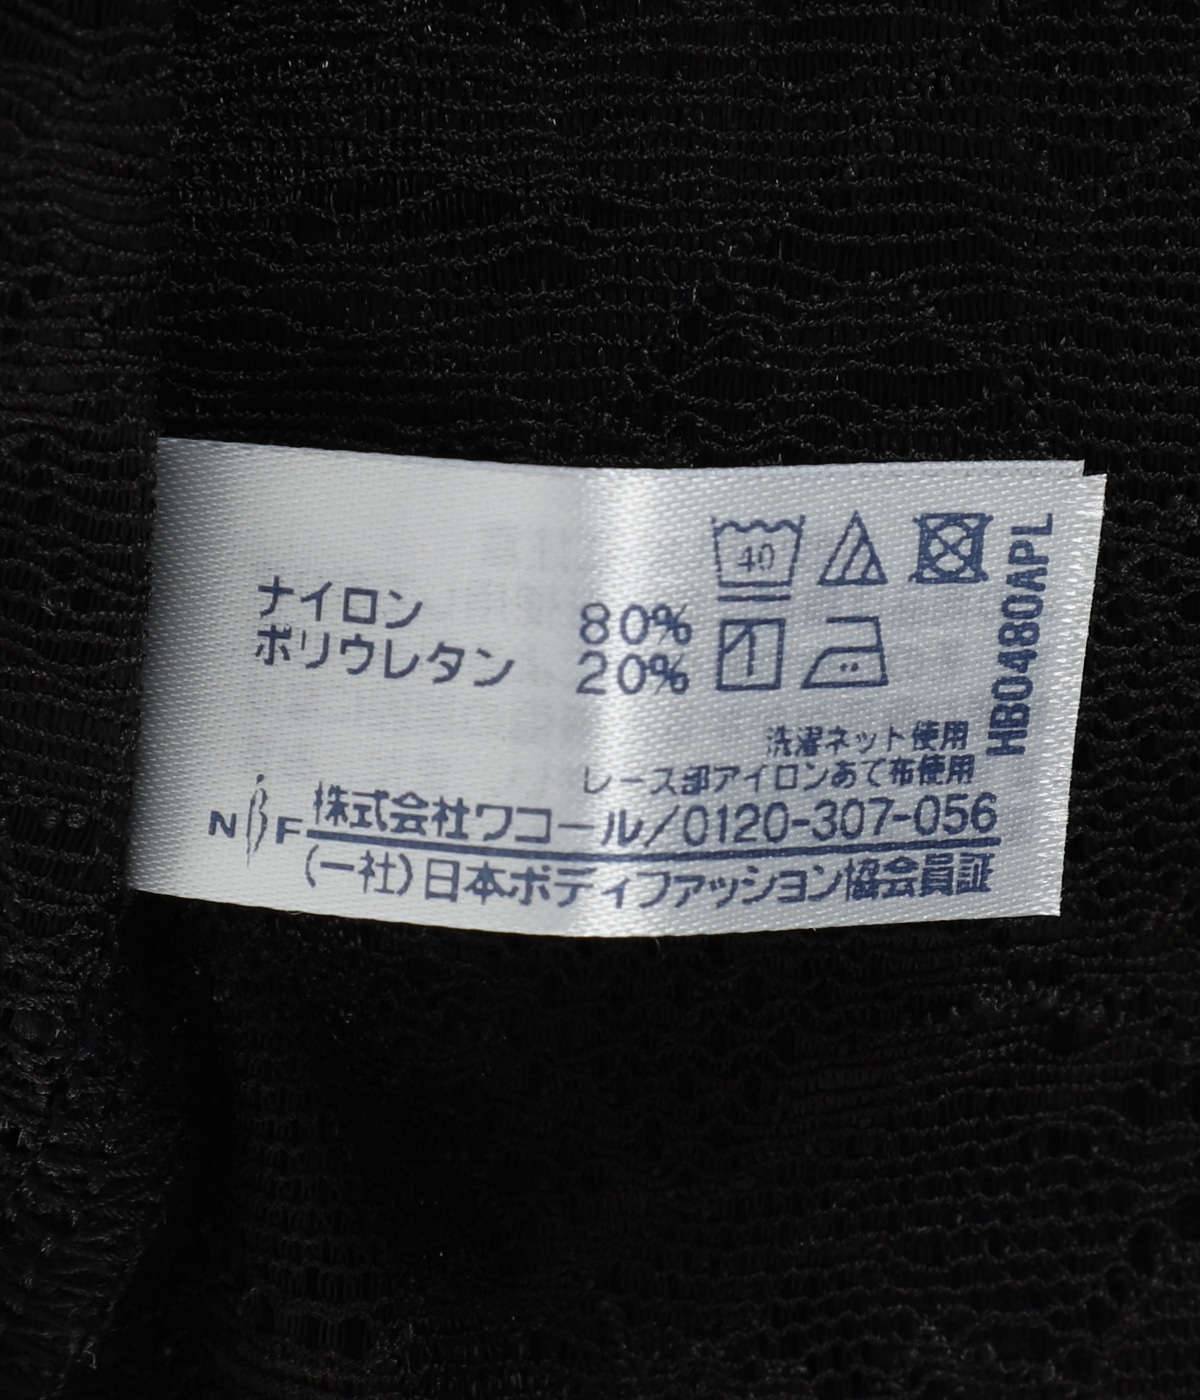 40
ナイロン 80%
ポリウレタン 20%
洗濯ネット使用
レース部アイロンあて布使用
NBF
株式会社ワコール/0120-307-056
(一社)日本ボディファッション協会員証
HB0480APL